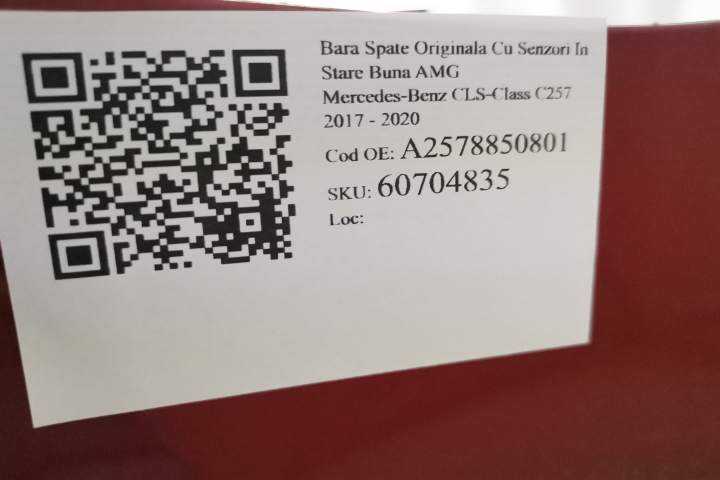 Bara Spate Originala Cu Senzori In
Stare Buna AMG
Mercedes-Benz CLS-Class C257
2017 - 2020
Cod OE: A2578850801
SKU: 60704835
Loc: